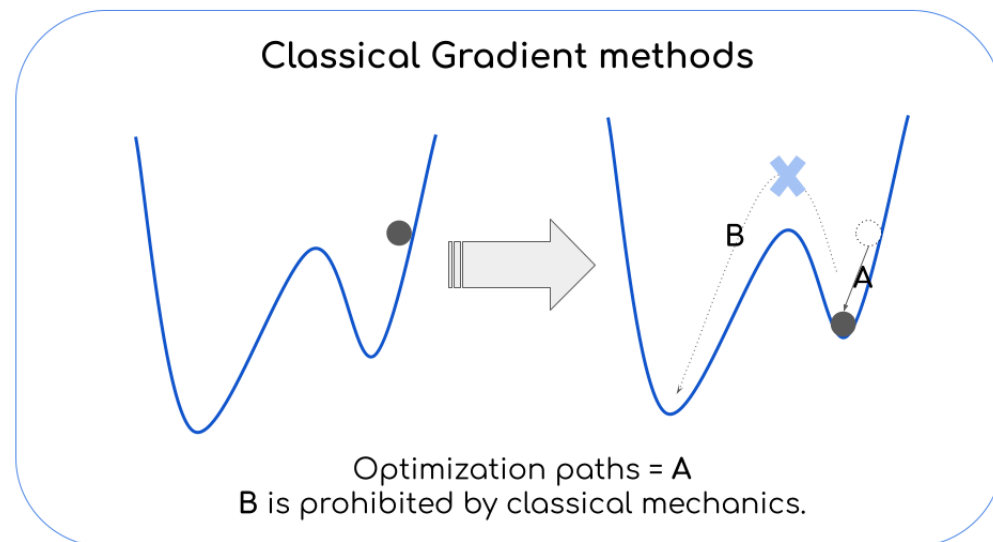 Classical Gradient methods
B
A
Optimization paths = A
B is prohibited by classical mechanics.